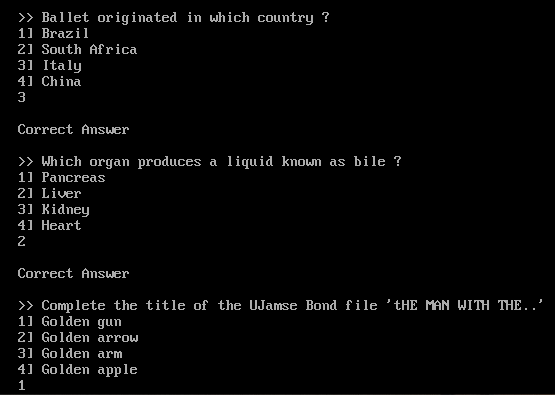 >> Ballet originated in which country ?
1] Brazil
2] South Africa
3] Italy
4] China
3
Correct Answer
>> Which organ produces a liquid known as bile ?
1] Pancreas
2] Liver
3] Kidney
4] Heart
2
Correct Answer
>> Complete the title of the UJamse Bond file 'tHE MAN WITH THE..'
1] Golden gun
2] Golden arrow
3] Golden arm
4] Golden apple
1